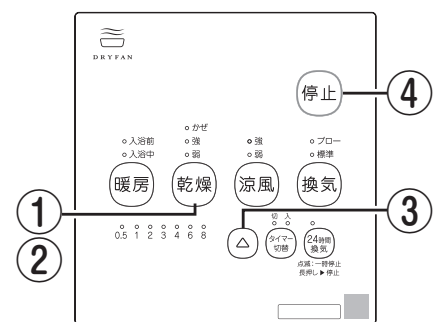 DRYFAN
停止
④
かぜ
入浴前 強 強 ブロー
入浴中 弱 弱 標準
暖房 乾燥 涼風 換気
①
②
③
切 入
0.5 1 2 3 4 6 8
△ タイマー切替 24時間換気
点滅:一時停止
長押し▶停止